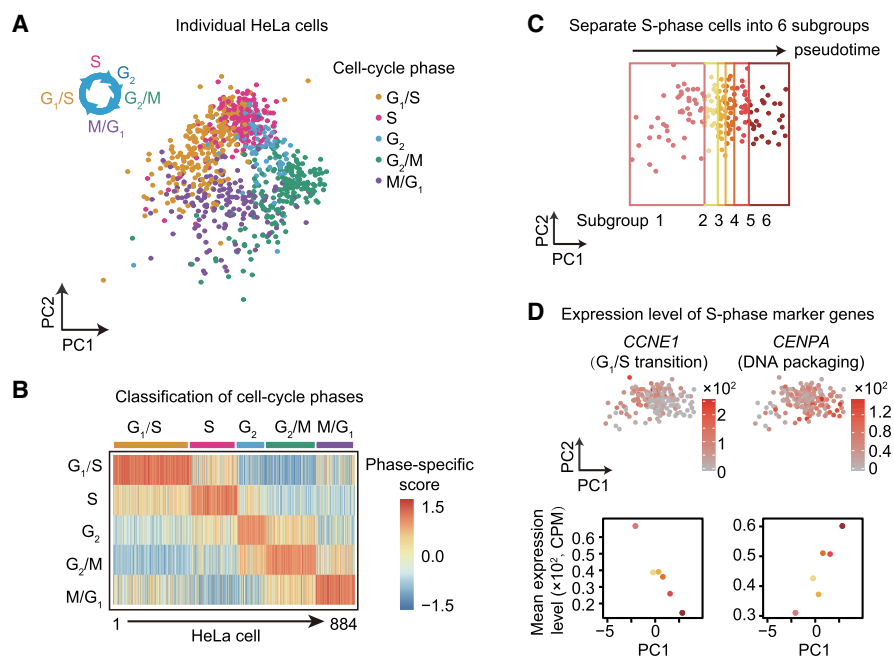 A
Individual HeLa cells
S
G2
G1/S
G2/M
M/G1
Cell-cycle phase
G1/S
S
G2
G2/M
M/G1
PC2
PC1
B
Classification of cell-cycle phases
G1/S S G2 G2/M M/G1
G1/S
S
G2
G2/M
M/G1
Phase-specific
score
1.5
0.0
−1.5
1 884
HeLa cell
C
Separate S-phase cells into 6 subgroups
pseudotime
Subgroup 1 2 3 4 5 6
PC2
PC1
D
Expression level of S-phase marker genes
CCNE1
(G1/S transition)
×10²
2
1
0
CENPA
(DNA packaging)
×10²
1.2
0.8
0.4
0
PC2
PC1
Mean expression
level (×10², CPM)
0.6
0.5
0.4
0.3
0.2
−5 0
PC1
0.6
0.5
0.4
0.3
−5 0
PC1